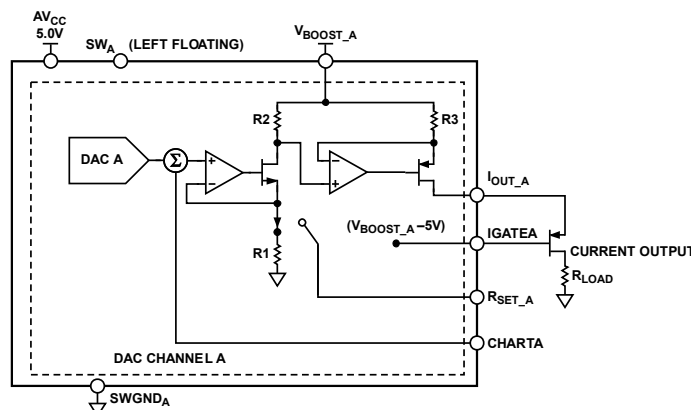 AVCC
5.0V
SWA (LEFT FLOATING)
VBOOST_A
R2
R3
DAC A
Σ
+
−
−
+
IOUT_A
R1
(VBOOST_A −5V)
IGATEA
CURRENT OUTPUT
RLOAD
RSET_A
CHARTA
DAC CHANNEL A
SWGNDA